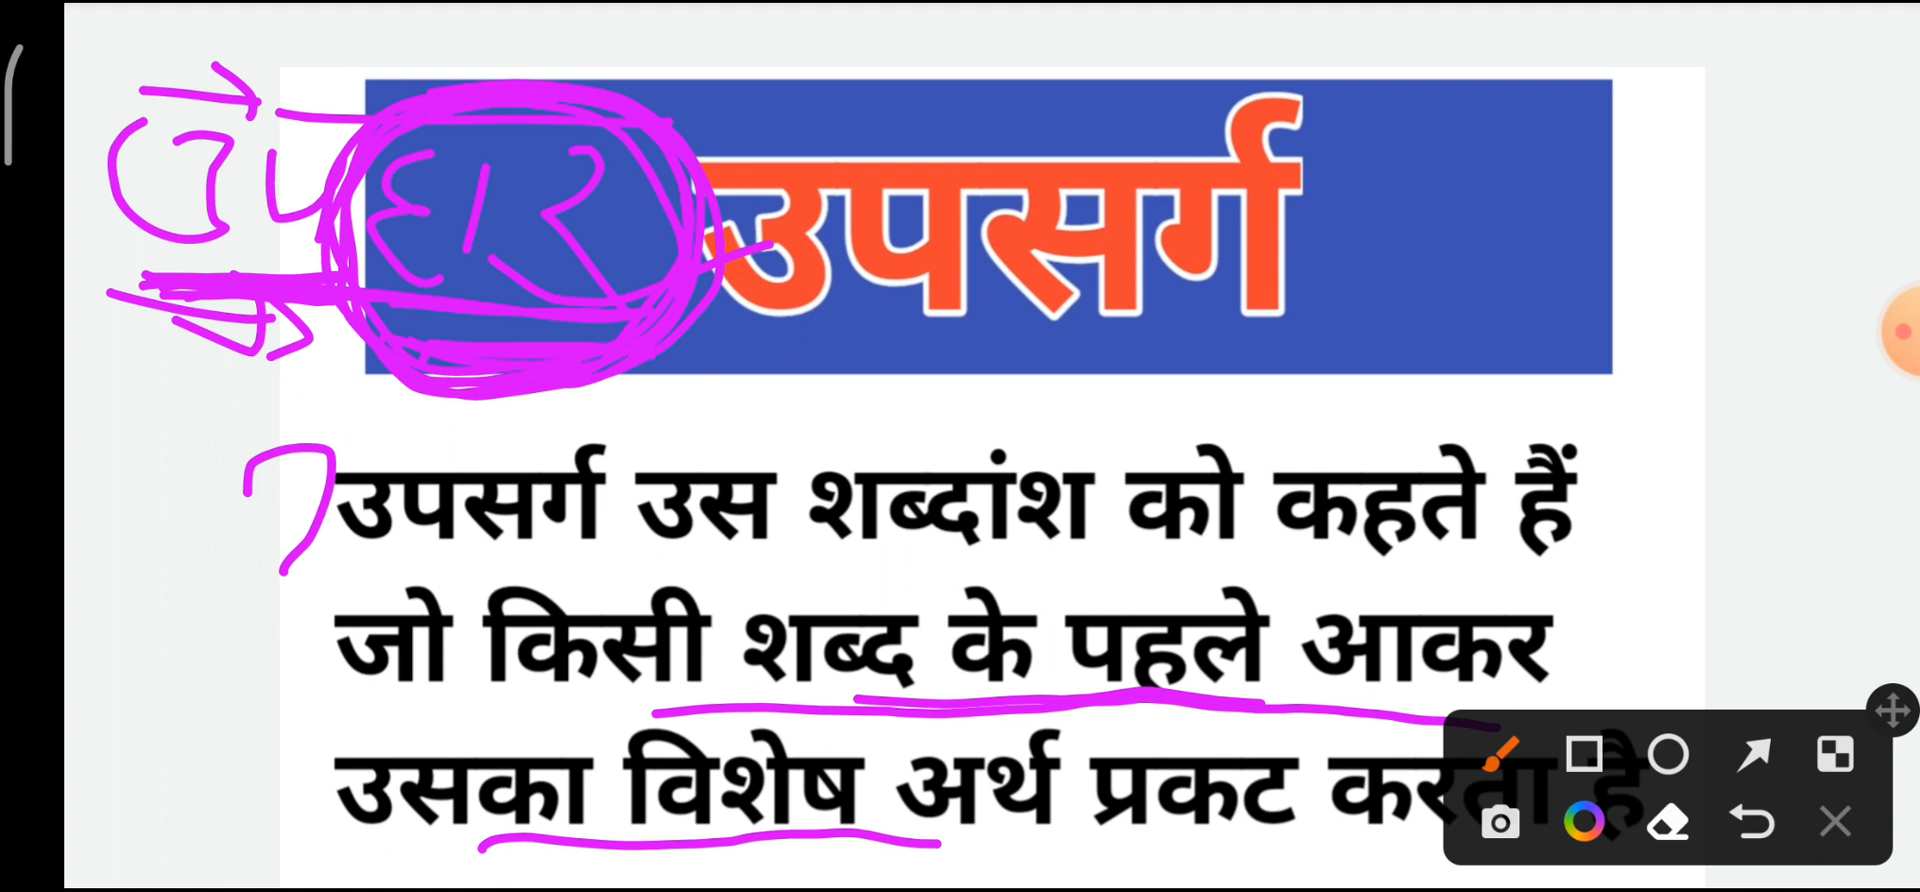 उपसर्ग
उपसर्ग उस शब्दांश को कहते हैं
जो किसी शब्द के पहले आकर
उसका विशेष अर्थ प्रकट करता है